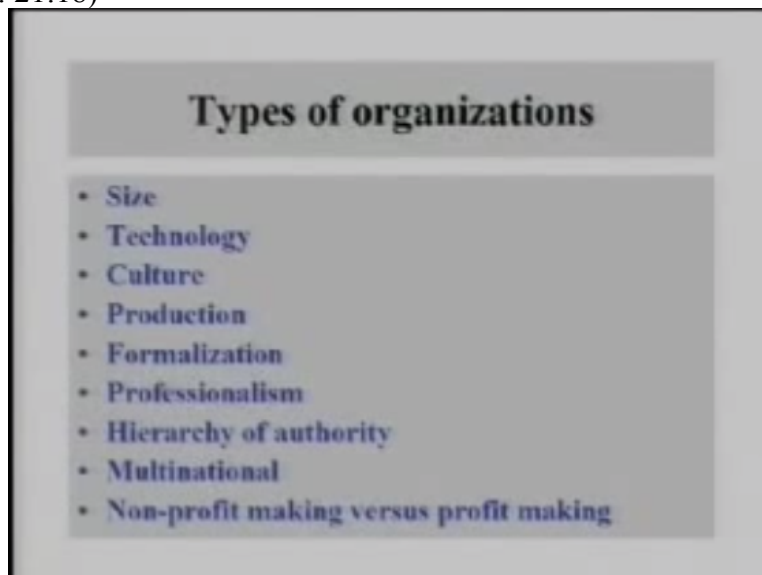 Types of organizations
• Size
• Technology
• Culture
• Production
• Formalization
• Professionalism
• Hierarchy of authority
• Multinational
• Non-profit making versus profit making